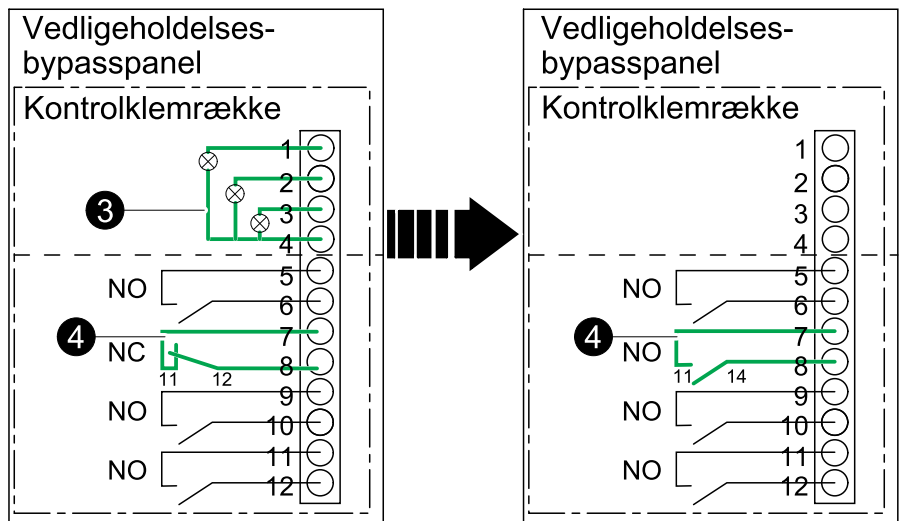 Vedligeholdelses-
bypasspanel
Kontrolklemrække
1
2
3
3
4
5
NO
6
4
7
NC
8
11 12
9
NO
10
11
NO
12
Vedligeholdelses-
bypasspanel
Kontrolklemrække
1
2
3
4
5
NO
6
4
7
NO
8
11 14
9
NO
10
11
NO
12